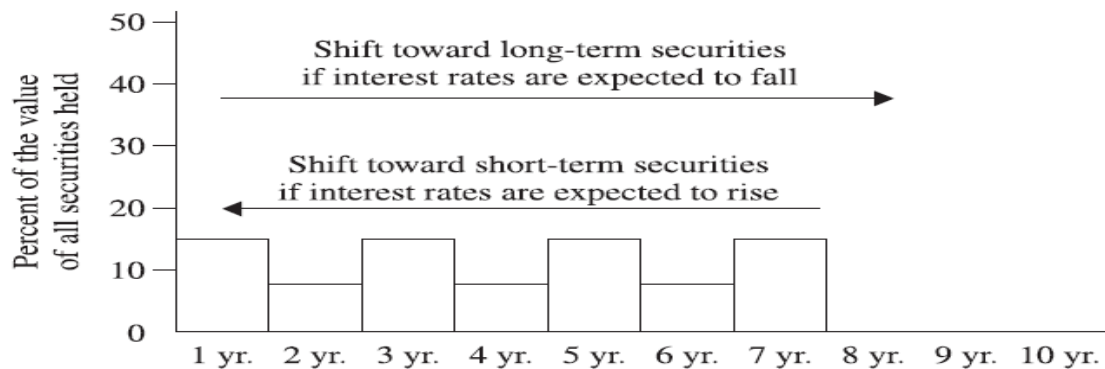 Percent of the value
of all securities held
50
40
30
20
10
0
Shift toward long-term securities
if interest rates are expected to fall
Shift toward short-term securities
if interest rates are expected to rise
1 yr. 2 yr. 3 yr. 4 yr. 5 yr. 6 yr. 7 yr. 8 yr. 9 yr. 10 yr.